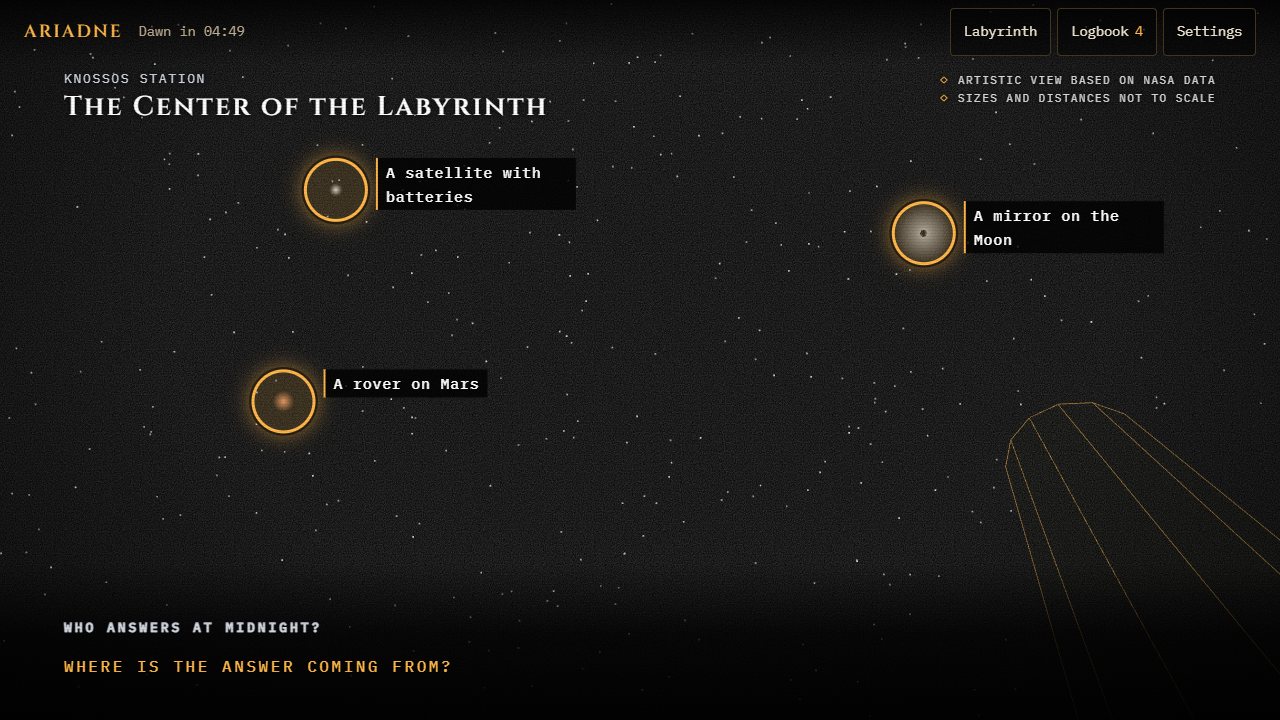 ARIADNE
Dawn in 04:49
Labyrinth
Logbook 4
Settings
KNOSSOS STATION
The Center of the Labyrinth
ARTISTIC VIEW BASED ON NASA DATA
SIZES AND DISTANCES NOT TO SCALE
A satellite with
batteries
A mirror on the
Moon
A rover on Mars
WHO ANSWERS AT MIDNIGHT?
WHERE IS THE ANSWER COMING FROM?